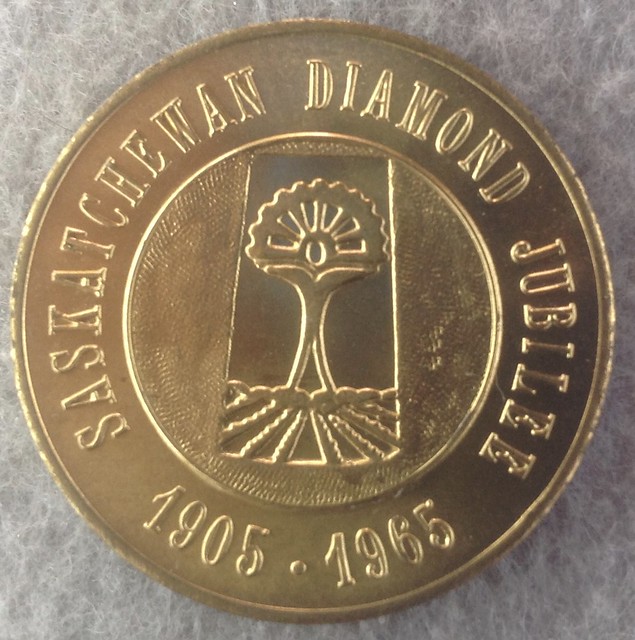 SASKATCHEWAN DIAMOND JUBILEE
1905 · 1965